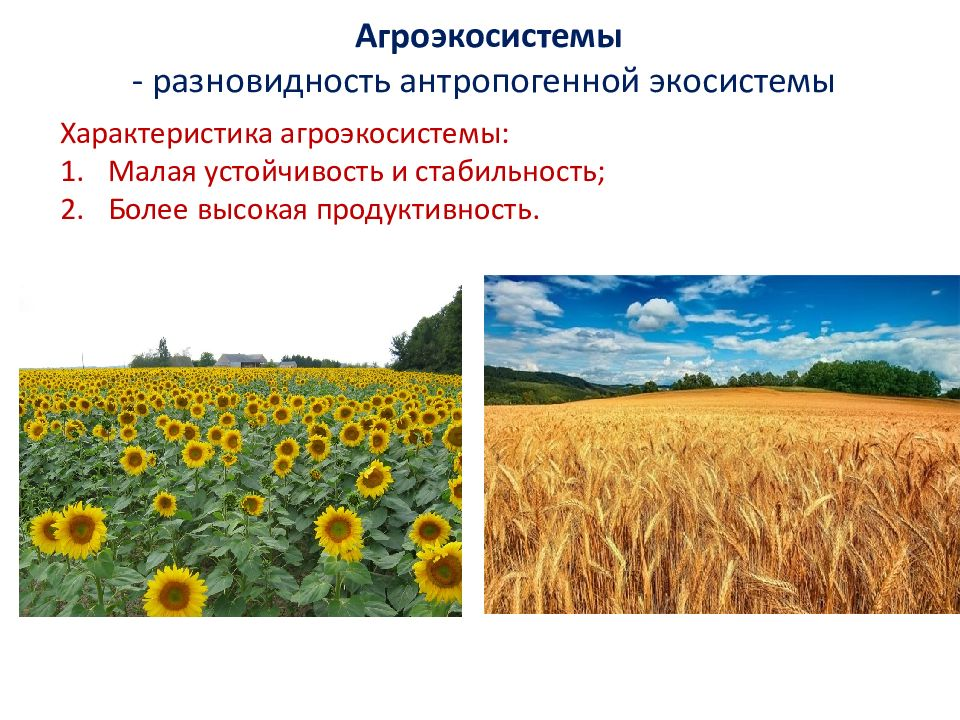 Агроэкосистемы
- разновидность антропогенной экосистемы
Характеристика агроэкосистемы:
1. Малая устойчивость и стабильность;
2. Более высокая продуктивность.